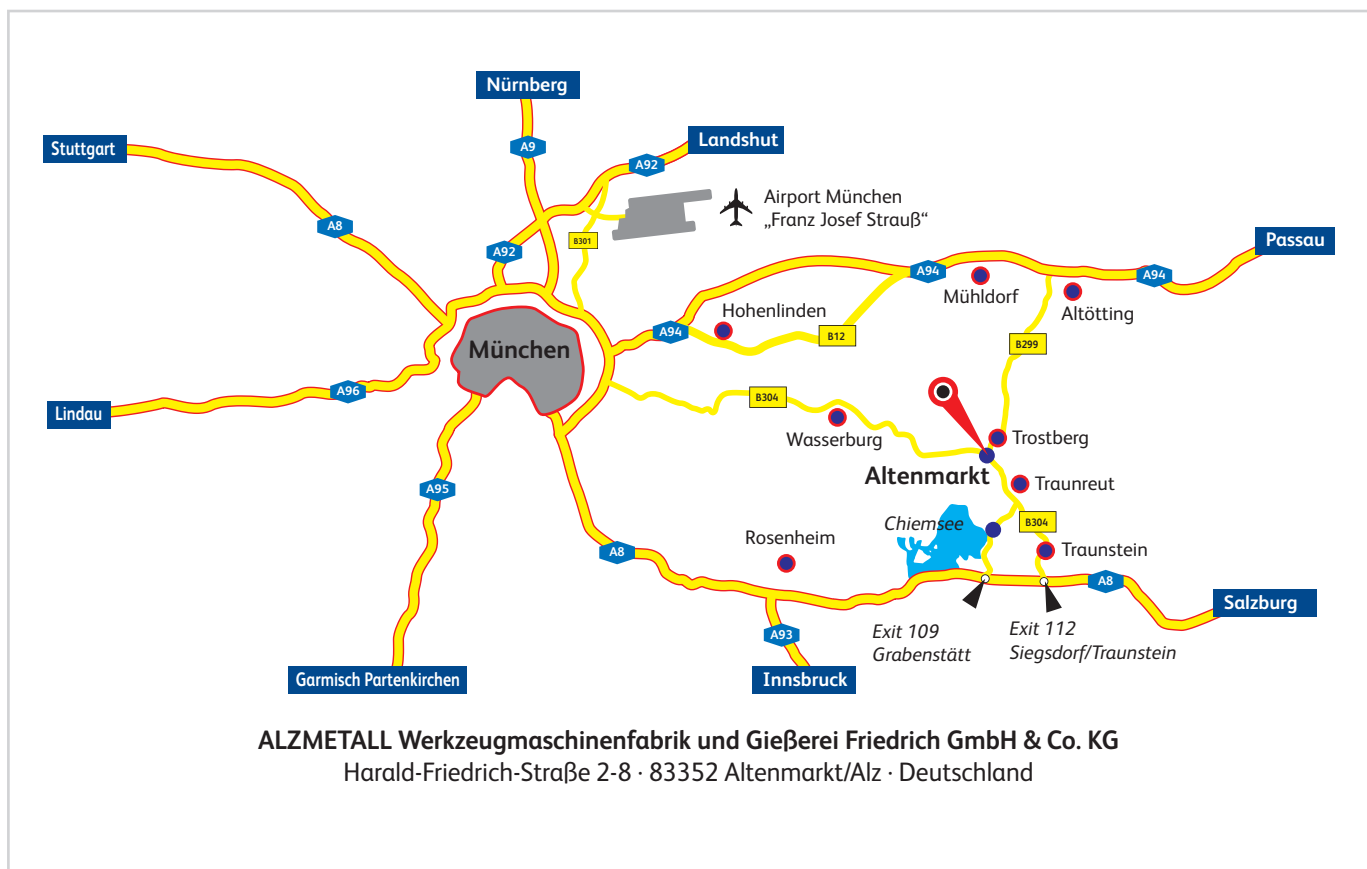 Nürnberg
Stuttgart
Landshut
A9
A92
Airport München
„Franz Josef Strauß“
A8
B301
A92
Passau
A94
A94
Mühldorf
Altötting
Hohenlinden
A94
B12
B299
München
A96
B304
Lindau
Wasserburg
Trostberg
Altenmarkt
Traunreut
A95
Chiemsee
B304
Rosenheim
Traunstein
A8
A8
Salzburg
A93
Exit 109
Grabenstätt
Exit 112
Siegsdorf/Traunstein
Garmisch Partenkirchen
Innsbruck
ALZMETALL Werkzeugmaschinenfabrik und Gießerei Friedrich GmbH & Co. KG
Harald-Friedrich-Straße 2-8 · 83352 Altenmarkt/Alz · Deutschland